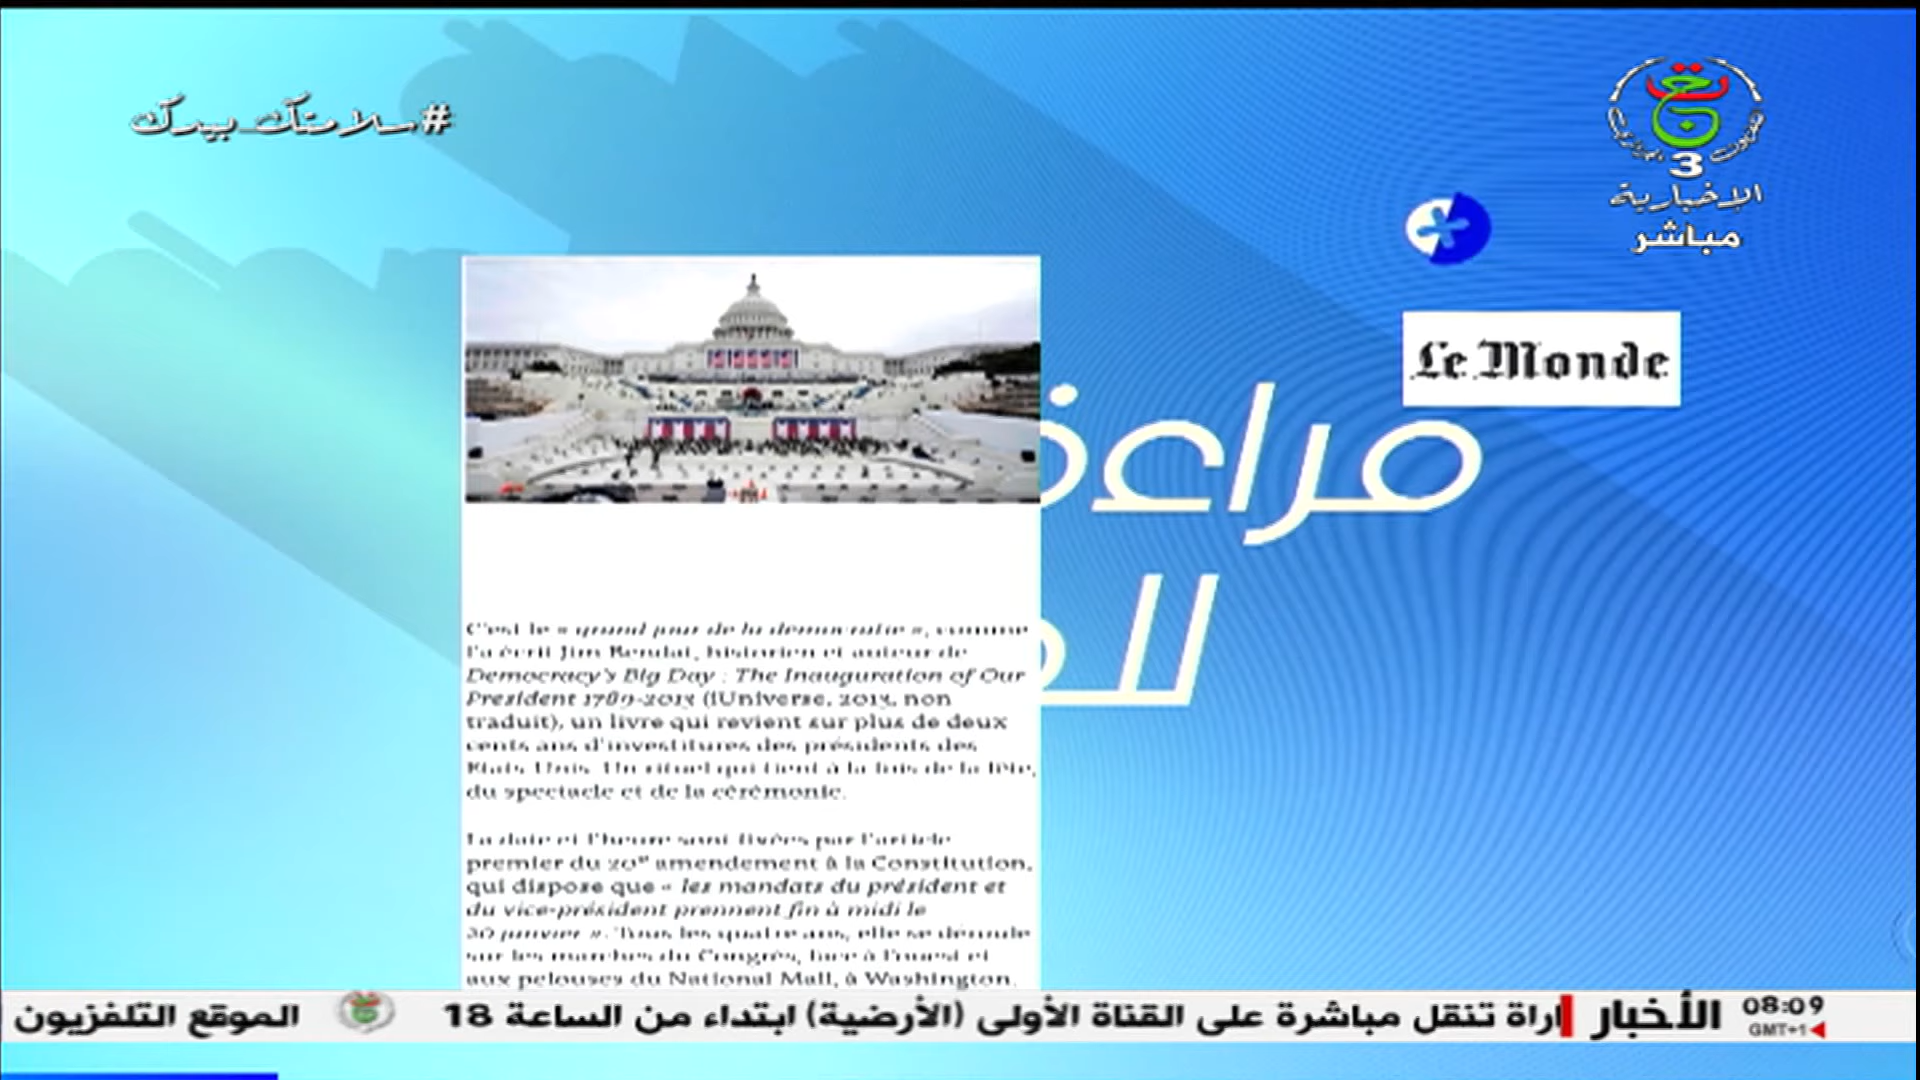 #سلامتك_بيدك
3
الإخبارية
مباشر
Le Monde
C'est le « grand jour de la démocratie », comme
l'a écrit Jim Bendat, historien et auteur de
Democracy's Big Day : The Inauguration of Our
President 1789-2013 (iUniverse, 2013, non
traduit), un livre qui revient sur plus de deux
cents ans d'investitures des présidents des
Etats-Unis. Un rituel qui tient à la fois de la fête,
du spectacle et de la cérémonie.
La date et l'heure sont fixées par l'article
premier du 20e amendement à la Constitution,
qui dispose que « les mandats du président et
du vice-président prennent fin à midi le
20 janvier ». Tous les quatre ans, elle se déroule
sur les marches du Congrès, face à l'ouest et
aux pelouses du National Mall, à Washington.
08:09
GMT+1
الأخبار
اراة تنقل مباشرة على القناة الأولى (الأرضية) ابتداء من الساعة 18
الموقع التلفزيون